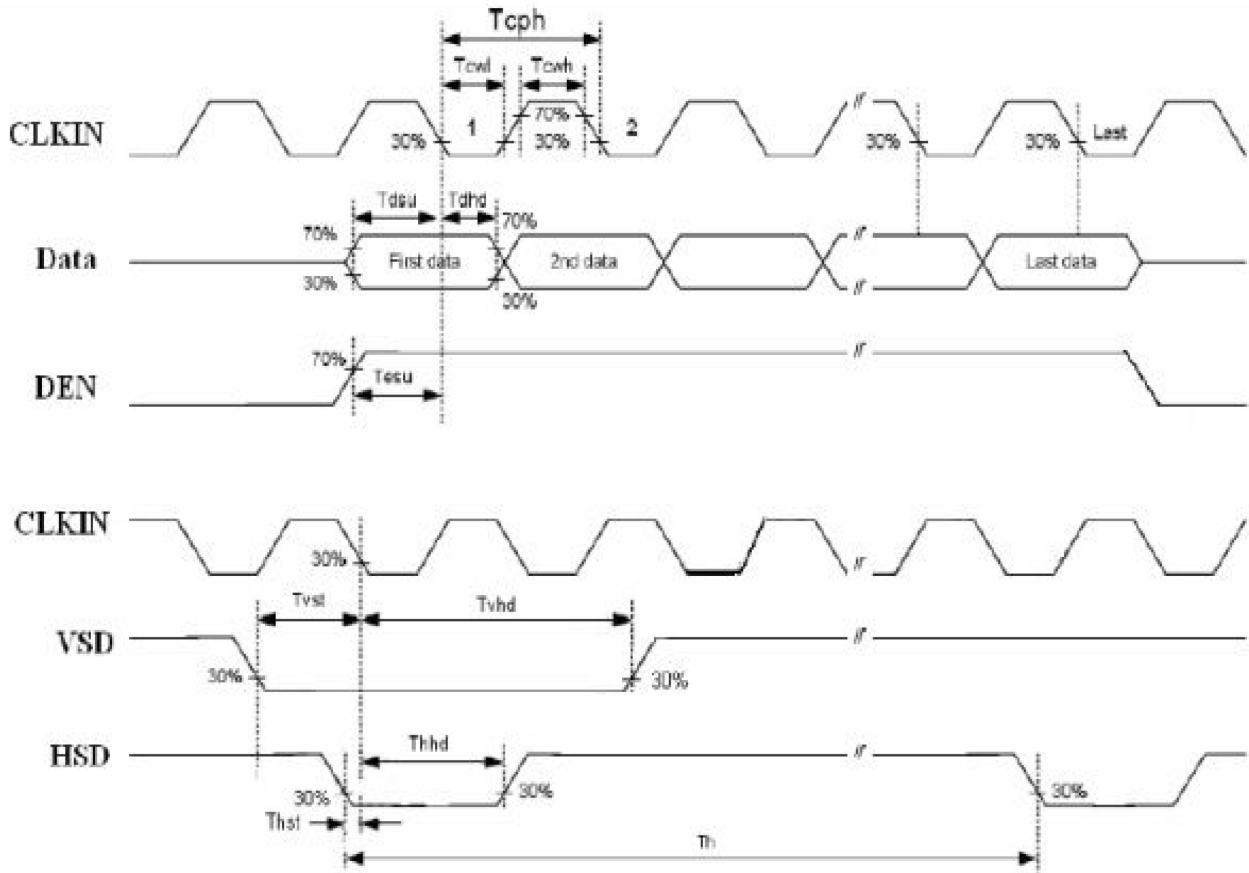 Tcph
Tcwl Tcwh
CLKIN 30% 1 70% 30% 2 30% 30% Last
Tdsu Tdhd
70% 70%
Data First data 2nd data Last data
30% 30%
DEN 70%
Tesu
CLKIN
30%
Tvst Tvhd
VSD
30% 30%
HSD Thhd
30% 30% 30%
Thst
Th